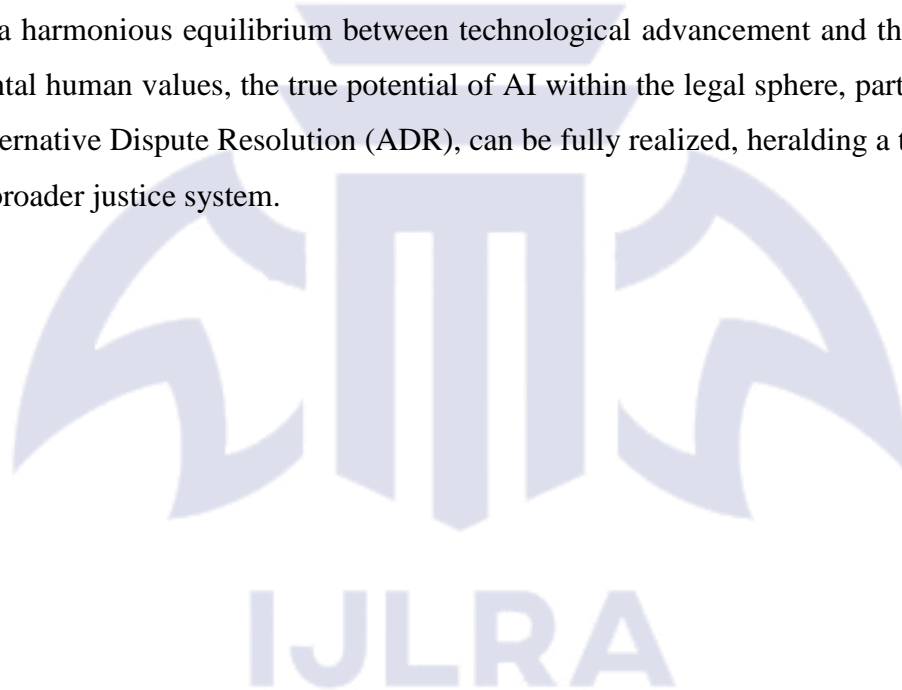 a harmonious equilibrium between technological advancement and th
ntal human values, the true potential of AI within the legal sphere, part
ernative Dispute Resolution (ADR), can be fully realized, heralding a t
broader justice system.
IJLRA